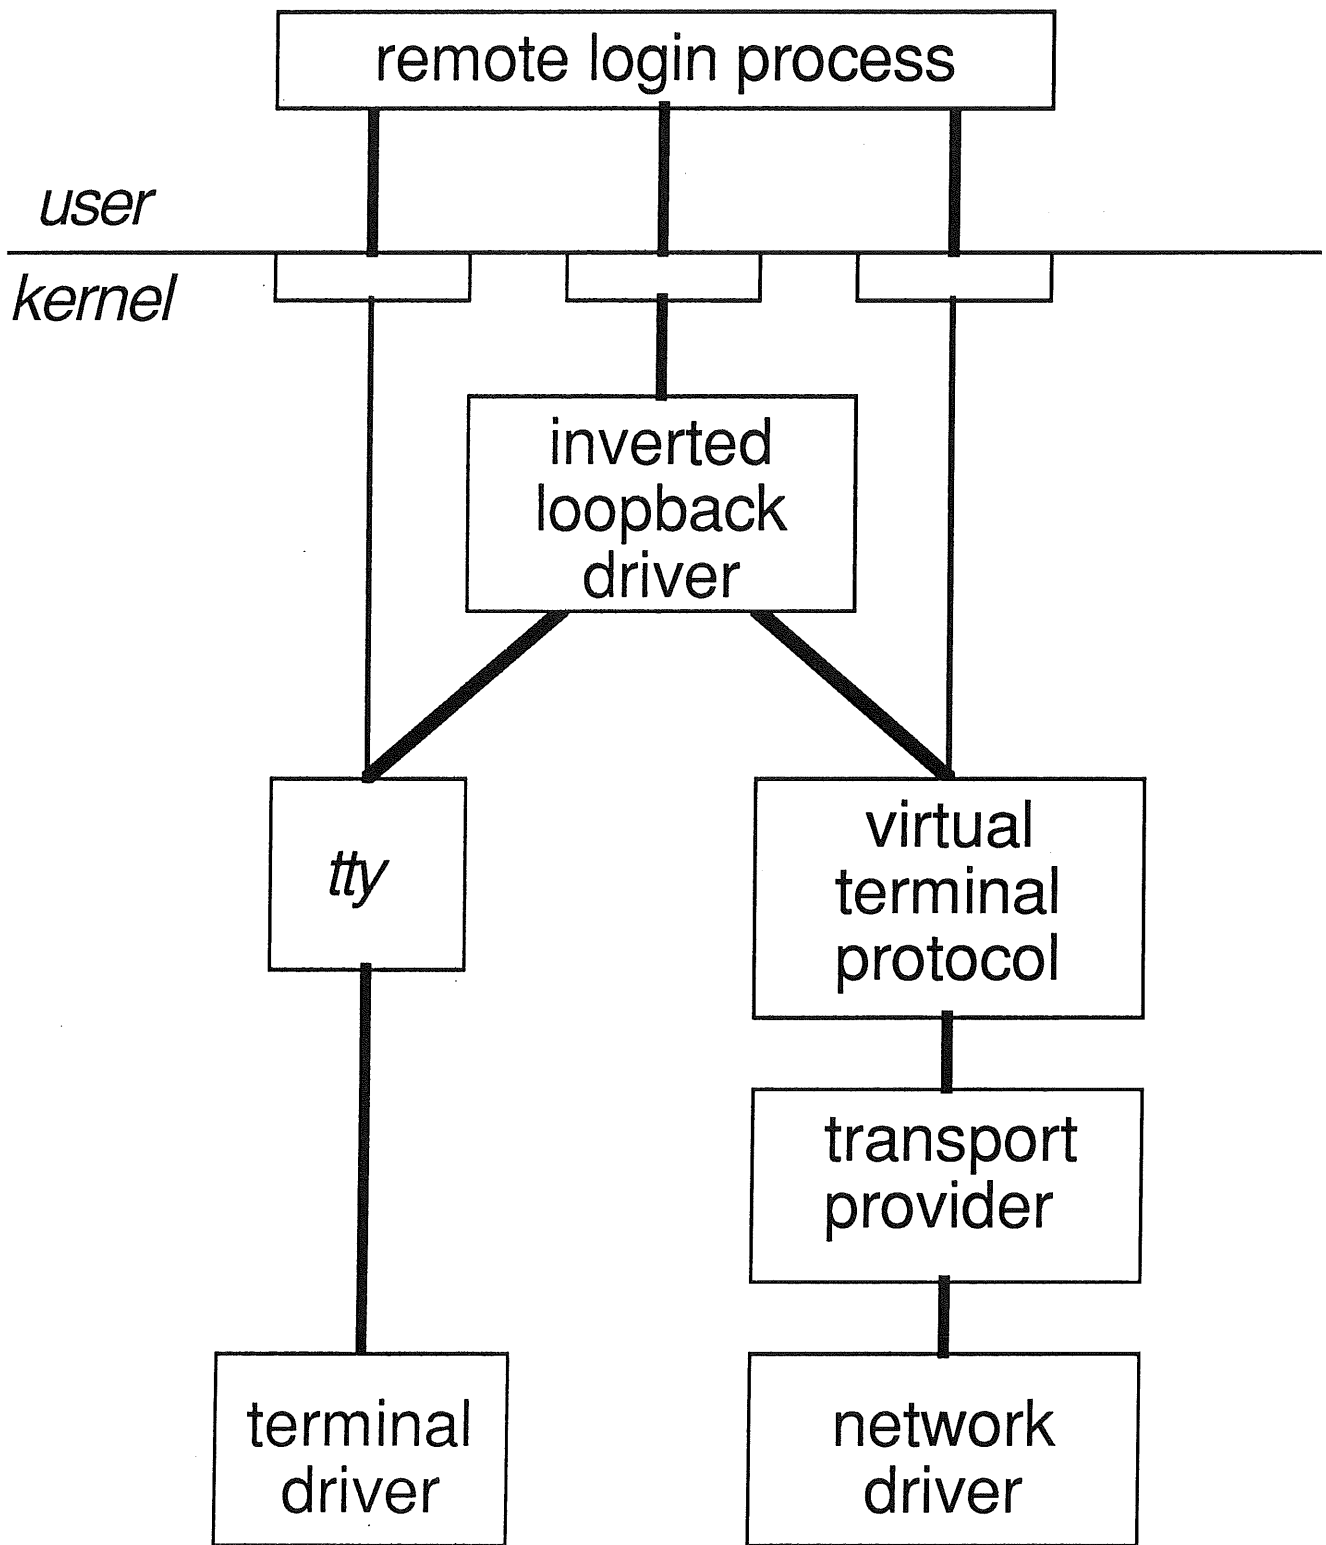 remote login process
user
kernel
inverted
loopback
driver
tty
virtual
terminal
protocol
transport
provider
terminal
driver
network
driver